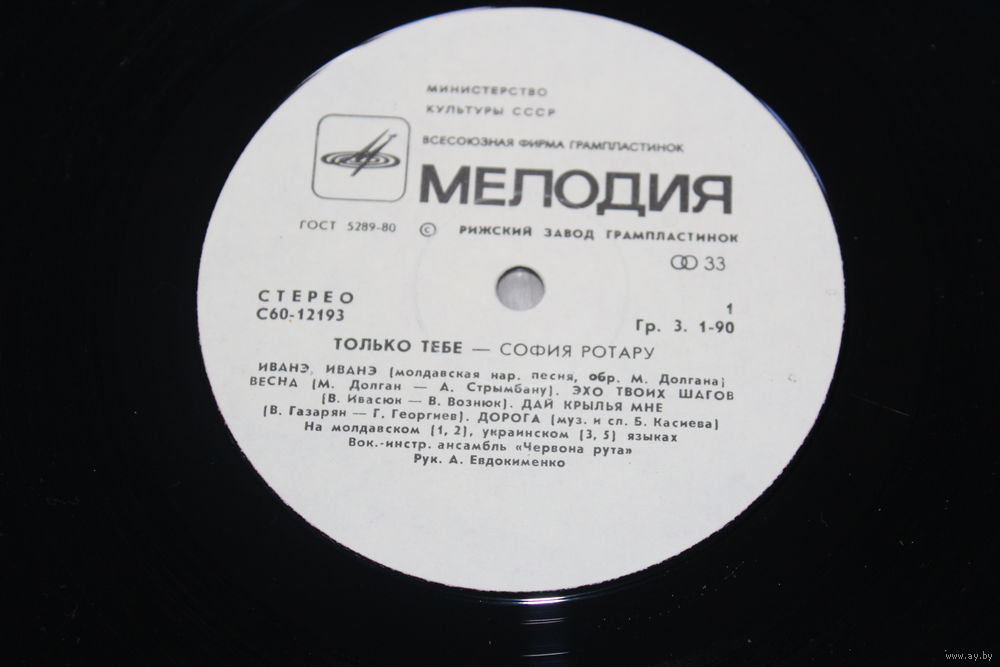 МИНИСТЕРСТВО
КУЛЬТУРЫ СССР
ВСЕСОЮЗНАЯ ФИРМА ГРАМПЛАСТИНОК
МЕЛОДИЯ
ГОСТ 5289-80 © РИЖСКИЙ ЗАВОД ГРАМПЛАСТИНОК
33
СТЕРЕО
С60-12193
1
Гр. 3. 1-90
ТОЛЬКО ТЕБЕ — СОФИЯ РОТАРУ
ИВАНЭ, ИВАНЭ (молдавская нар. песня, обр. М. Долгана)
ВЕСНА (М. Долган — А. Стрымбану). ЭХО ТВОИХ ШАГОВ
(В. Ивасюк — В. Вознюк). ДАЙ КРЫЛЬЯ МНЕ
(В. Газарян — Г. Георгиев). ДОРОГА (муз. и сл. Б. Касиева)
На молдавском (1, 2), украинском (3, 5) языках
Вок.-инстр. ансамбль «Червона рута»
Рук. А. Евдокименко
www.ay.by